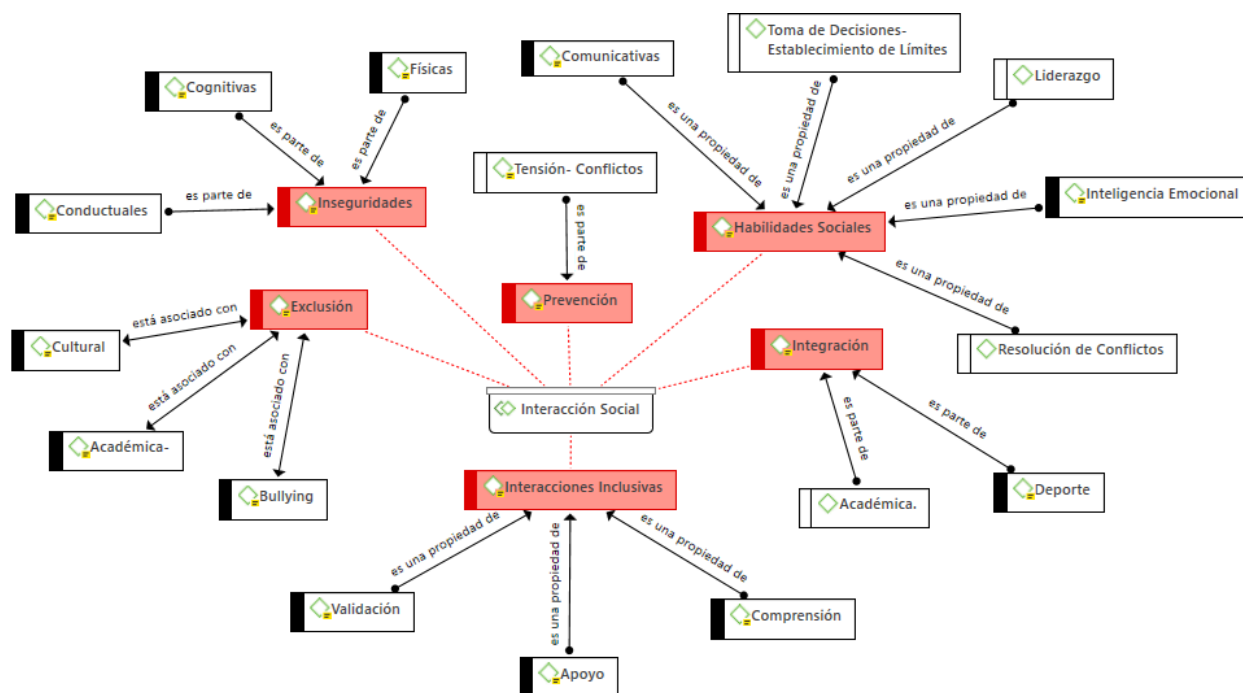 Toma de Decisiones-
Establecimiento de Límites
Comunicativas
Físicas
Liderazgo
Cognitivas
es una propiedad de
es una propiedad de
es una propiedad de
es parte de
es parte de
Tensión- Conflictos
Inteligencia Emocional
es una propiedad de
es parte de
Conductuales
Inseguridades
Habilidades Sociales
es parte de
es una propiedad de
Exclusión
Prevención
está asociado con
Cultural
Integración
Resolución de Conflictos
está asociado con
está asociado con
Interacción Social
es parte de
es parte de
Académica-
Bullying
Interacciones Inclusivas
Académica.
Deporte
es una propiedad de
es una propiedad de
es una propiedad de
Validación
Comprensión
Apoyo